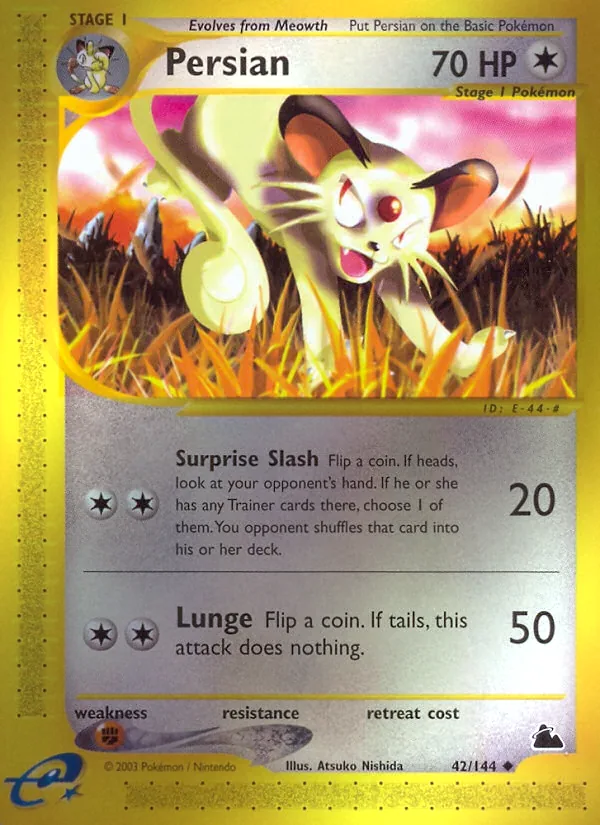 STAGE 1
Evolves from Meowth Put Persian on the Basic Pokémon
Persian 70 HP
Stage 1 Pokémon
ID: E-44-#
Surprise Slash Flip a coin. If heads,
look at your opponent's hand. If he or she
has any Trainer cards there, choose 1 of
them. You opponent shuffles that card into
his or her deck.
20
Lunge Flip a coin. If tails, this
attack does nothing.
50
weakness resistance retreat cost
© 2003 Pokémon / Nintendo Illus. Atsuko Nishida 42/144
e